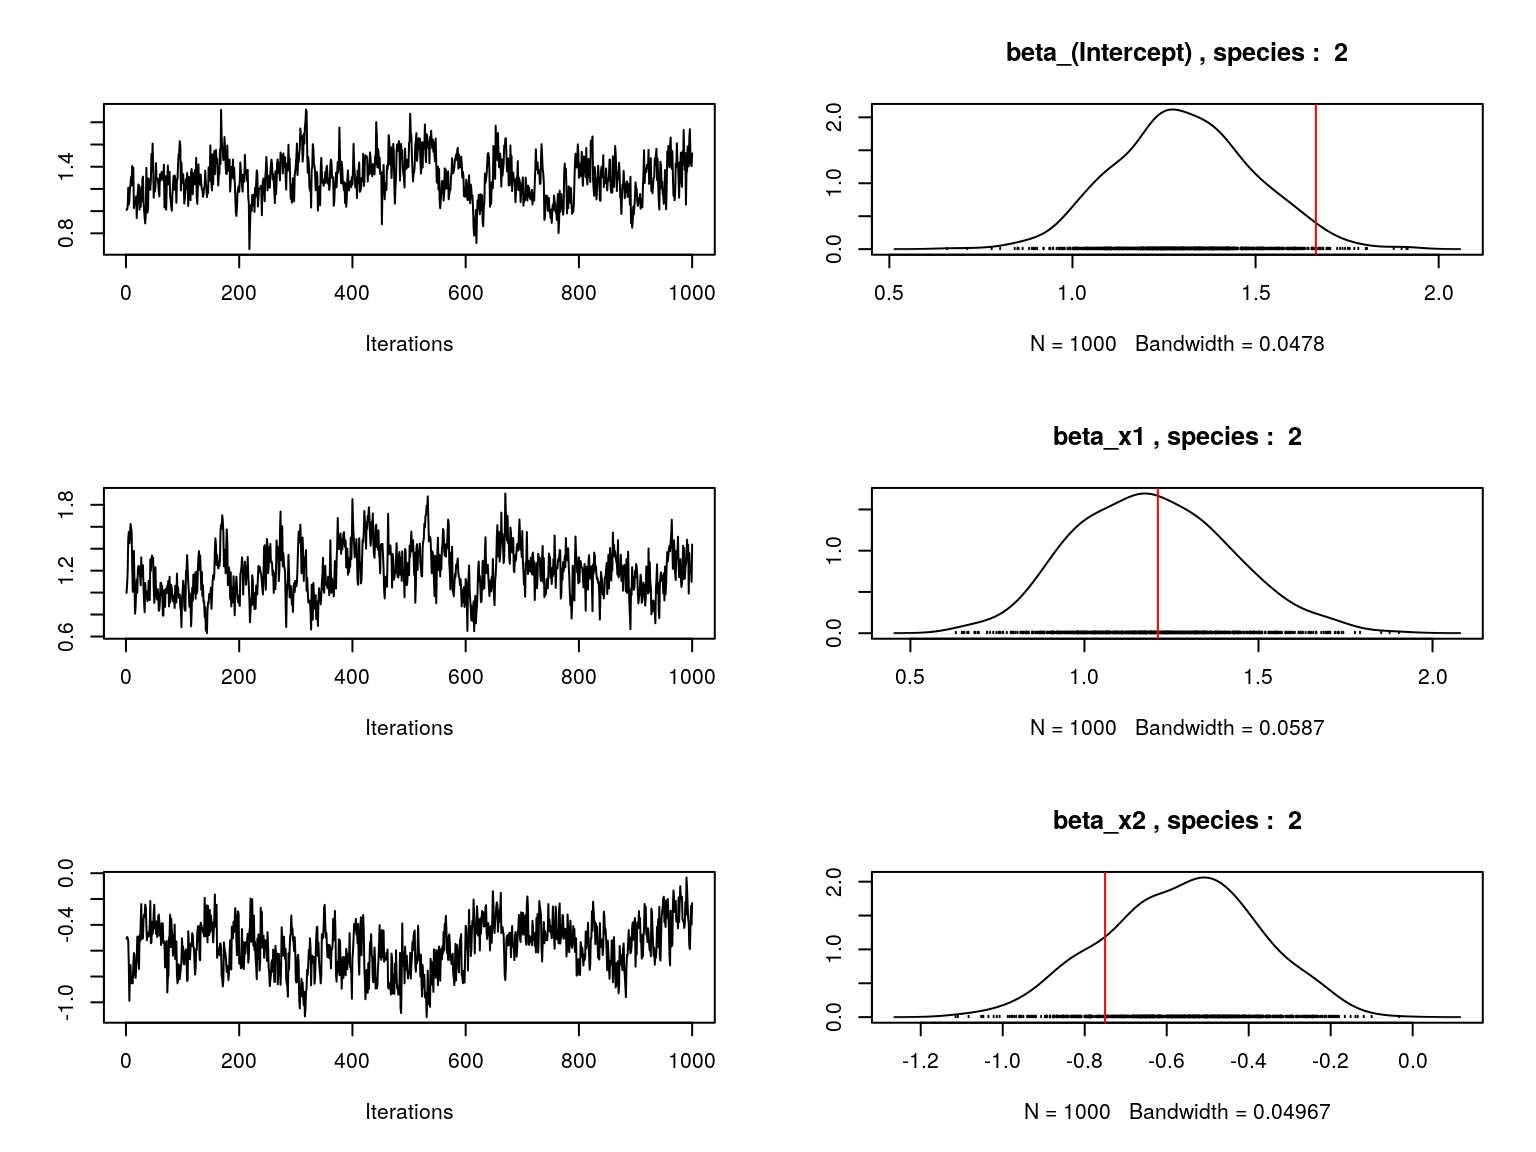 beta_(Intercept) , species :  2
0.8 1.4
0 200 400 600 800 1000
Iterations
0.0 1.0 2.0
0.5 1.0 1.5 2.0
N = 1000   Bandwidth = 0.0478
beta_x1 , species :  2
0.6 1.2 1.8
0 200 400 600 800 1000
Iterations
0.0 1.0
0.5 1.0 1.5 2.0
N = 1000   Bandwidth = 0.0587
beta_x2 , species :  2
-1.0 -0.4 0.0
0 200 400 600 800 1000
Iterations
0.0 1.0 2.0
-1.2 -1.0 -0.8 -0.6 -0.4 -0.2 0.0
N = 1000   Bandwidth = 0.04967